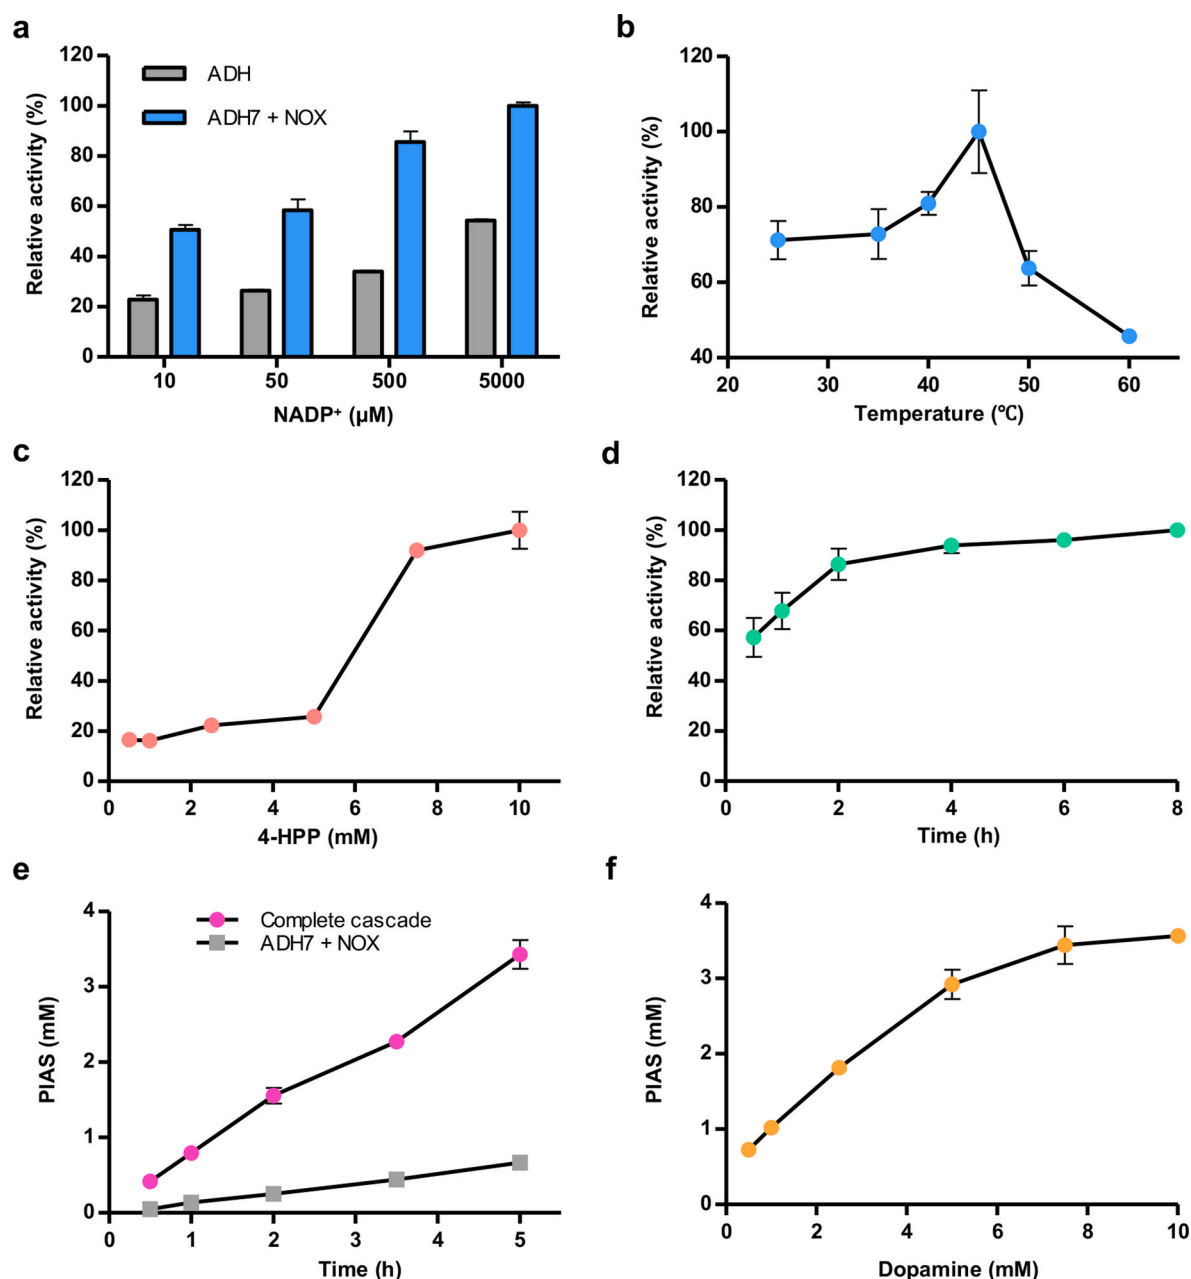 a
120
100
80
60
40
20
0
Relative activity (%)
ADH
ADH7 + NOX
10 50 500 5000
NADP⁺ (µM)
b
120
100
80
60
40
Relative activity (%)
20 30 40 50 60
Temperature (℃)
c
120
100
80
60
40
20
0
Relative activity (%)
0 2 4 6 8 10
4-HPP (mM)
d
120
100
80
60
40
20
0
Relative activity (%)
0 2 4 6 8
Time (h)
e
4
3
2
1
0
PIAS (mM)
Complete cascade
ADH7 + NOX
0 1 2 3 4 5
Time (h)
f
4
3
2
1
0
PIAS (mM)
0 2 4 6 8 10
Dopamine (mM)